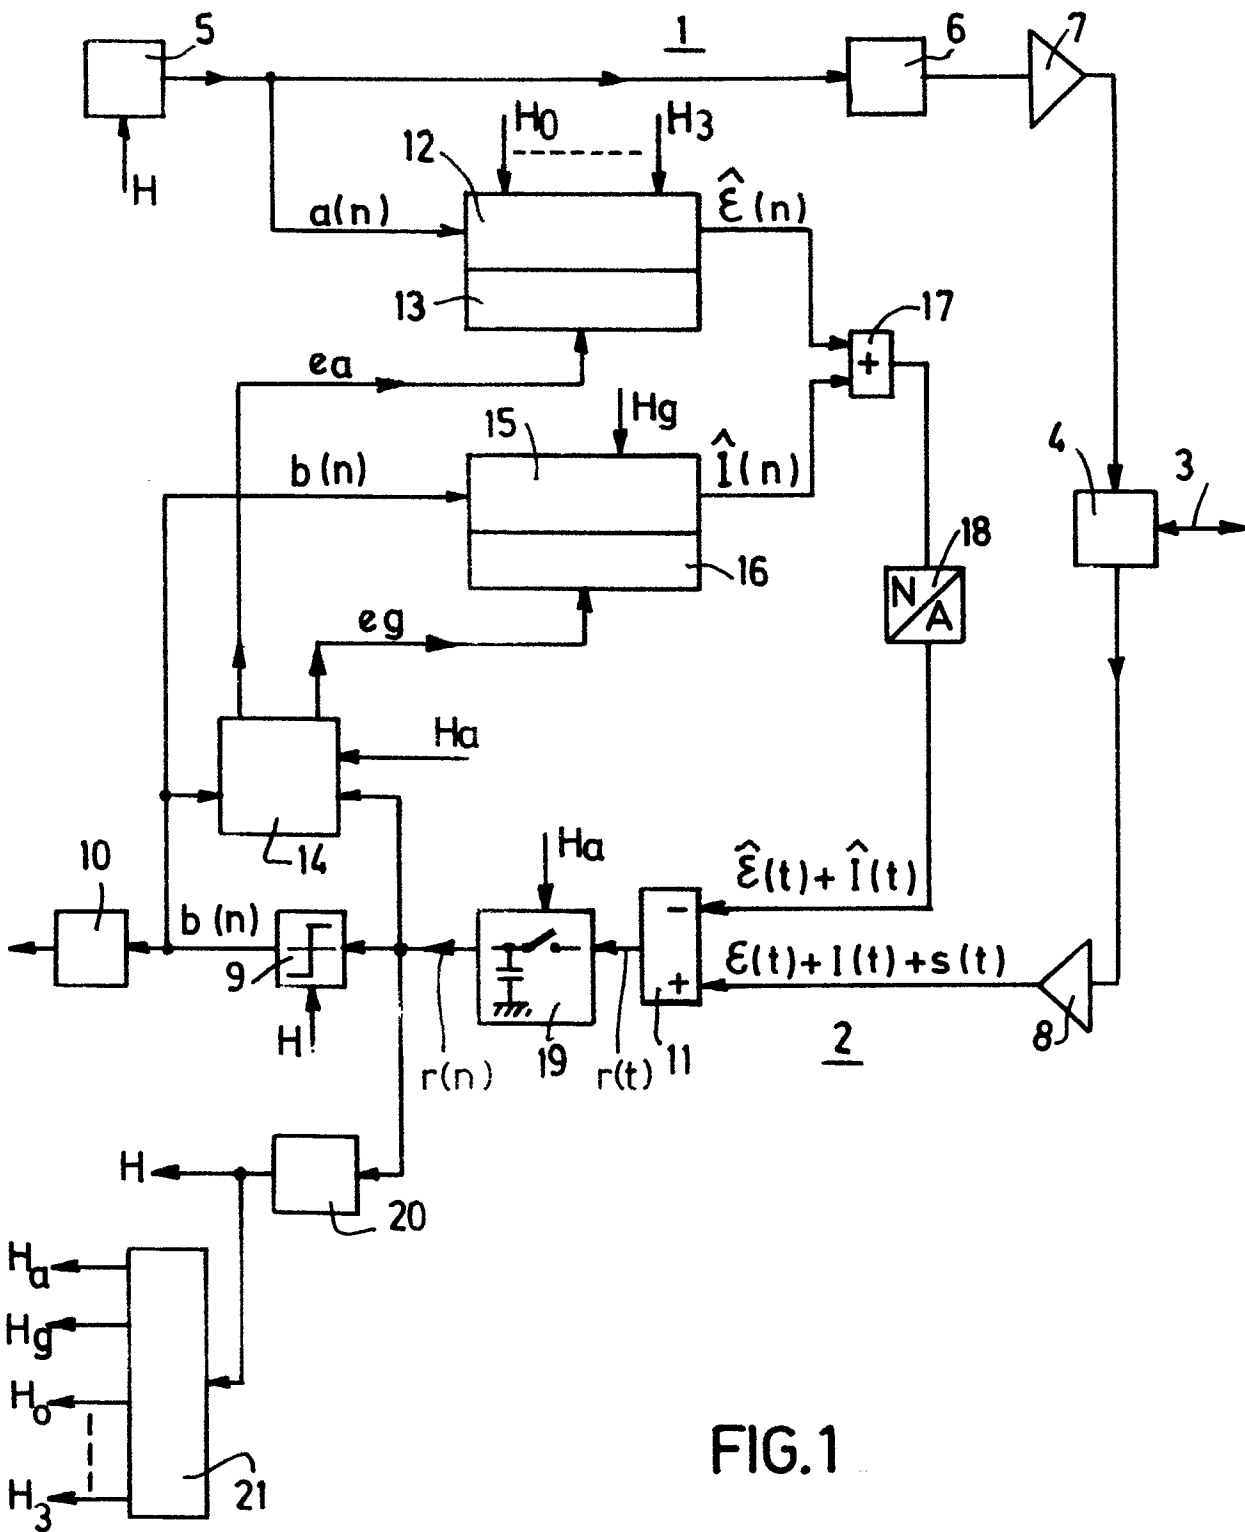 5
1
6
7
H
H0
H3
12
a(n)
ε̂(n)
13
17
ea
15
Hg
b(n)
Î(n)
4
3
16
18
N
A
eg
Ha
14
10
b(n)
Ha
ε̂(t)+Î(t)
9
-
ε(t)+I(t)+s(t)
+
+
H
19
11
2
8
r(n)
r(t)
H
20
Ha
Hg
Ho
H3
21
FIG.1